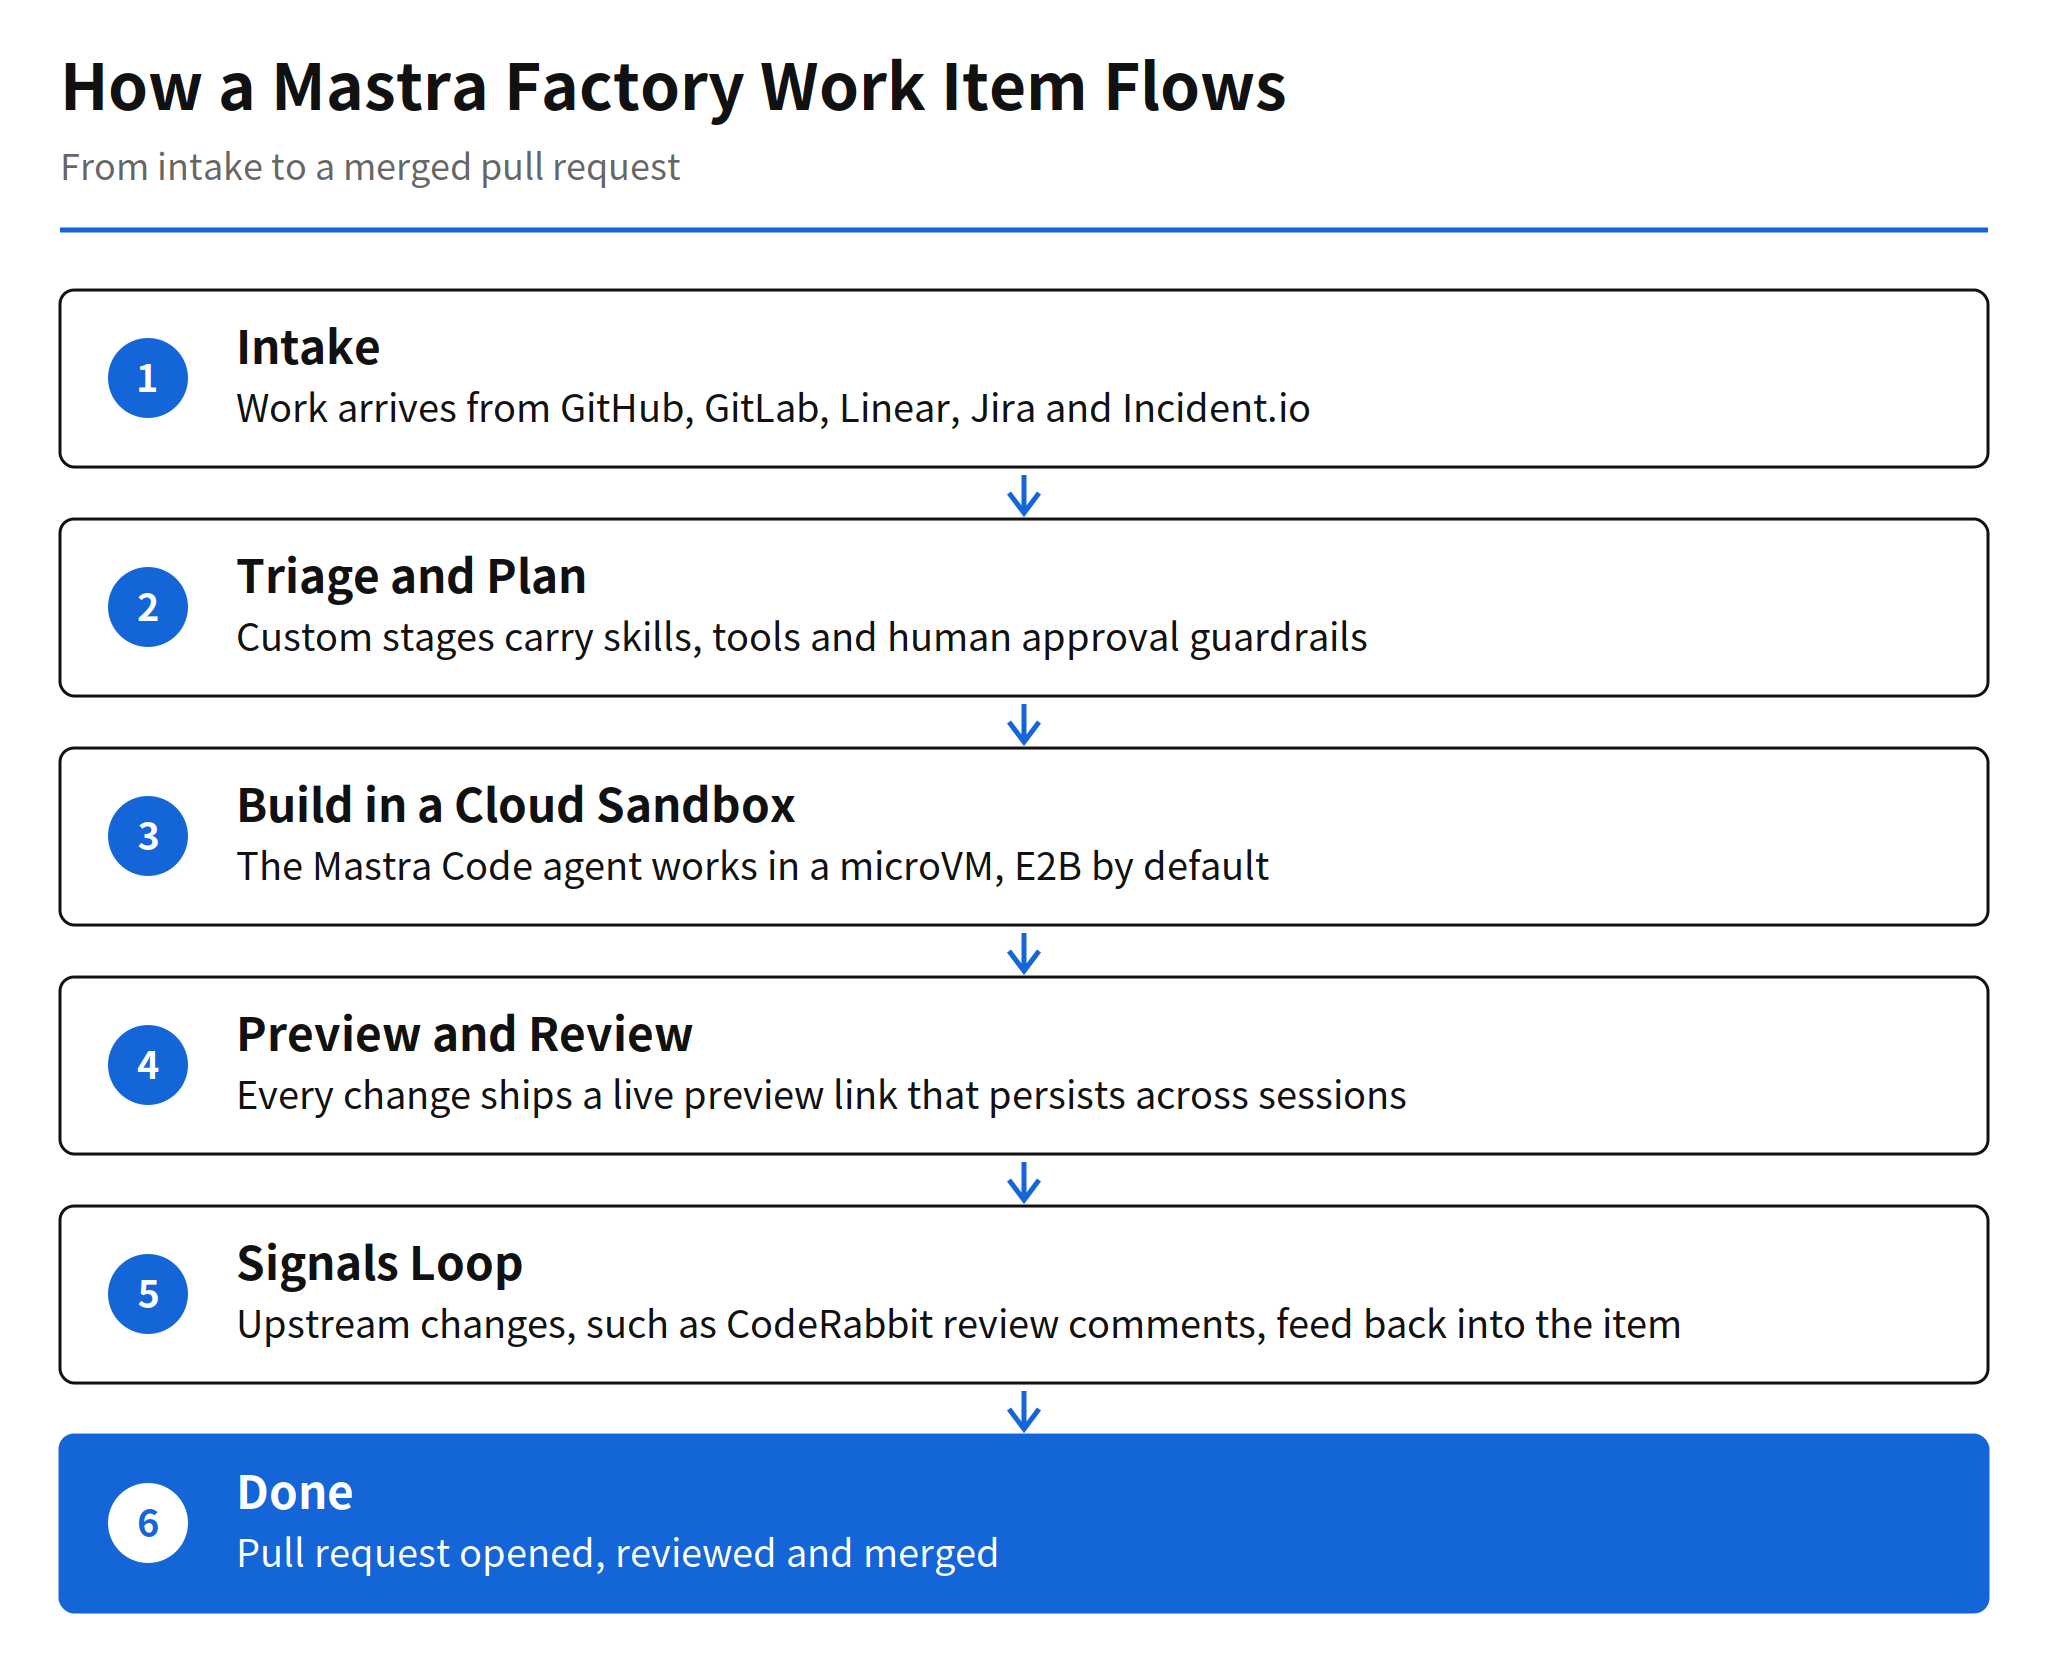 How a Mastra Factory Work Item Flows
From intake to a merged pull request
1
Intake
Work arrives from GitHub, GitLab, Linear, Jira and Incident.io
2
Triage and Plan
Custom stages carry skills, tools and human approval guardrails
3
Build in a Cloud Sandbox
The Mastra Code agent works in a microVM, E2B by default
4
Preview and Review
Every change ships a live preview link that persists across sessions
5
Signals Loop
Upstream changes, such as CodeRabbit review comments, feed back into the item
6
Done
Pull request opened, reviewed and merged